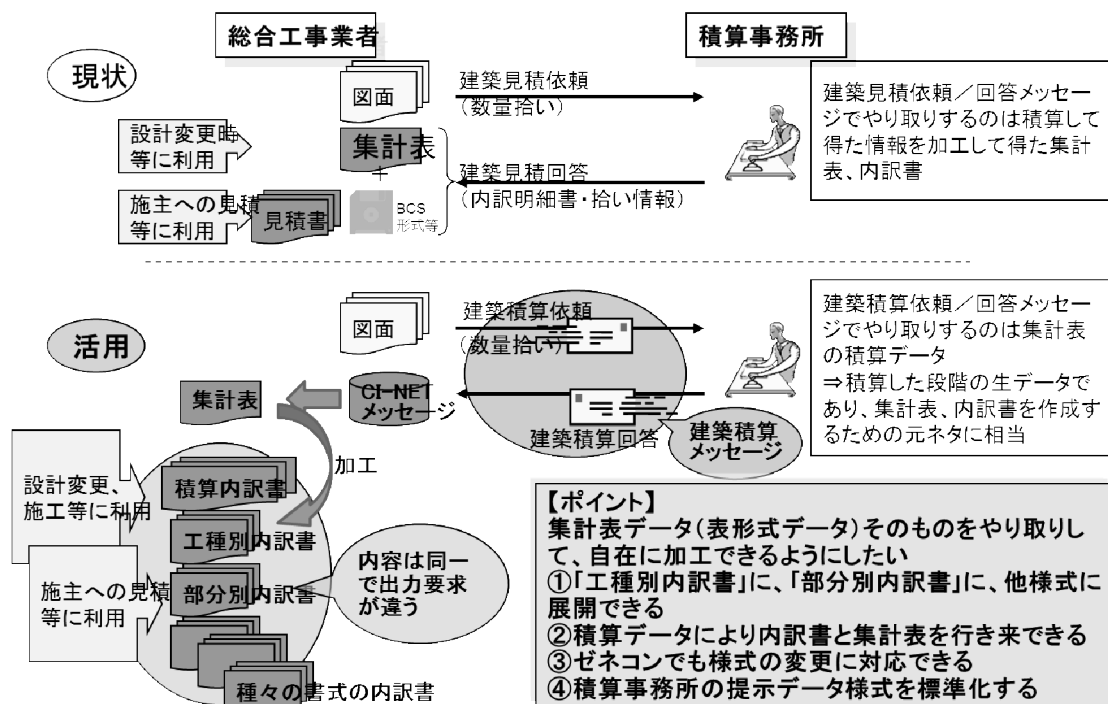 総合工事業者
積算事務所
現状
図面
建築見積依頼
(数量拾い)
建築見積依頼／回答メッセー
ジでやり取りするのは積算して
得た情報を加工して得た集計
表、内訳書
設計変更時
等に利用
集計表
+
建築見積回答
(内訳明細書・拾い情報)
施主への見積
等に利用
見積書
BCS
形式等
活用
図面
建築積算依頼
(数量拾い)
建築積算依頼／回答メッセー
ジでやり取りするのは集計表
の積算データ
⇒積算した段階の生データで
あり、集計表、内訳書を作成す
るための元ネタに相当
集計表
CI-NET
メッセージ
建築積算回答
建築積算
メッセージ
加工
設計変更、
施工等に利用
積算内訳書
工種別内訳書
施主への見積
等に利用
部分別内訳書
内容は同一
で出力要求
が違う
種々の書式の内訳書
【ポイント】
集計表データ(表形式データ)そのものをやり取りし
て、自在に加工できるようにしたい
①「工種別内訳書」に、「部分別内訳書」に、他様式に
展開できる
②積算データにより内訳書と集計表を行き来できる
③ゼネコンでも様式の変更に対応できる
④積算事務所の提示データ様式を標準化する